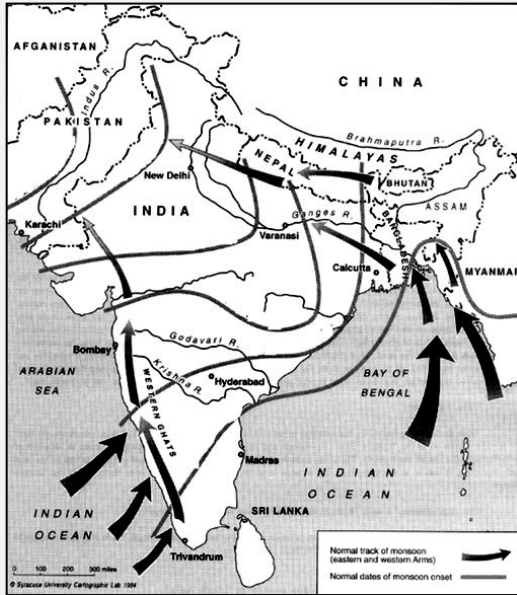 AFGANISTAN
CHINA
Indus R.
PAKISTAN
Brahmaputra R.
HIMALAYAS
NEPAL
New Delhi
BHUTAN
INDIA
ASSAM
Ganges R.
Karachi
Varanasi
BANGLADESH
Calcutta
MYANMAR
Godavari R.
Bombay
ARABIAN
SEA
Krishna R.
Hyderabad
BAY OF
BENGAL
WESTERN GHATS
Madras
INDIAN
OCEAN
INDIAN
OCEAN
SRI LANKA
Trivandrum
0 100 200 300 miles
© Syracuse University Cartographic Lab 1994
Normal track of monsoon
(eastern and western Arms)
Normal dates of monsoon onset